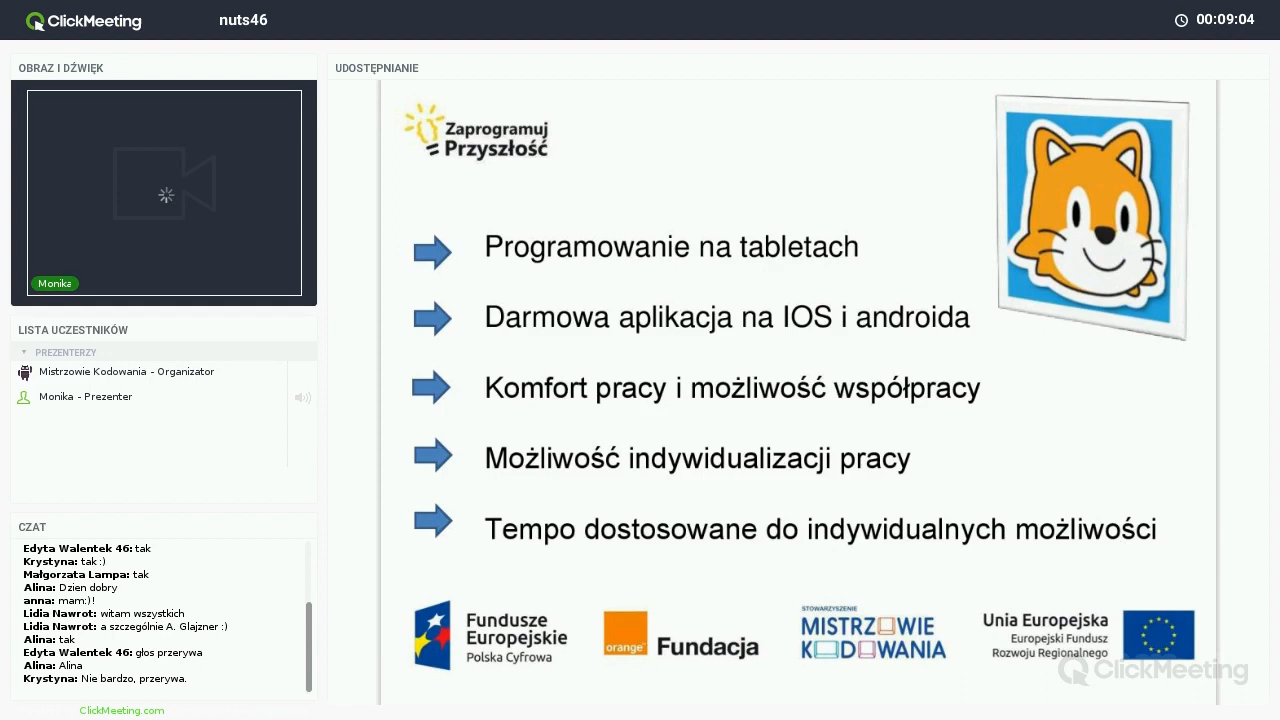 ClickMeeting
nuts46
00:09:04
OBRAZ I DŹWIĘK
Monika
LISTA UCZESTNIKÓW
PREZENTERZY
Mistrzowie Kodowania - Organizator
Monika - Prezenter
CZAT
Edyta Walentek 46: tak
Krystyna: tak :)
Małgorzata Lampa: tak
Alina: Dzien dobry
anna: mam:)!
Lidia Nawrot: witam wszystkich
Lidia Nawrot: a szczególnie A. Glajzner :)
Alina: tak
Edyta Walentek 46: głos przerywa
Alina: Alina
Krystyna: Nie bardzo, przerywa.
ClickMeeting.com
UDOSTĘPNIANIE
Zaprogramuj
Przyszłość
Programowanie na tabletach
Darmowa aplikacja na IOS i androida
Komfort pracy i możliwość współpracy
Możliwość indywidualizacji pracy
Tempo dostosowane do indywidualnych możliwości
Fundusze
Europejskie
Polska Cyfrowa
orange
Fundacja
STOWARZYSZENIE
MISTRZOWIE
KODOWANIA
Unia Europejska
Europejski Fundusz
Rozwoju Regionalnego
ClickMeeting